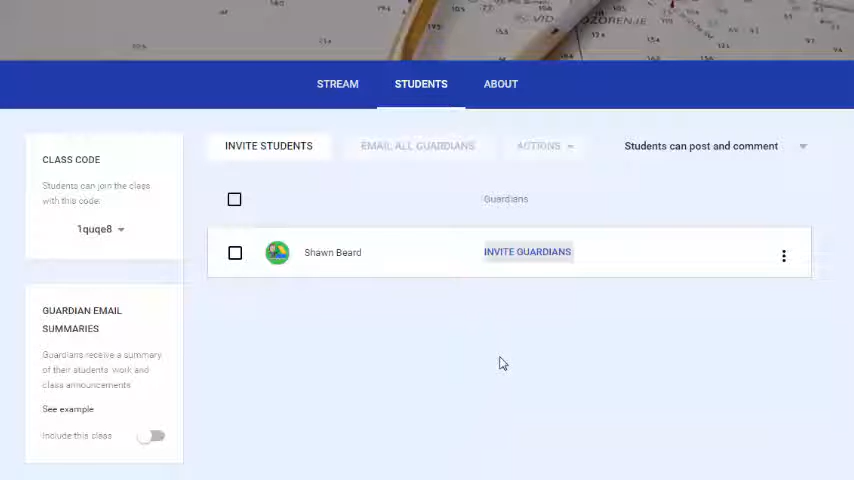 VID
OZORENJE
STREAM
STUDENTS
ABOUT
INVITE STUDENTS
EMAIL ALL GUARDIANS
ACTIONS
Students can post and comment
CLASS CODE
Students can join the class
with this code:
1quqe8
Guardians
Shawn Beard
INVITE GUARDIANS
GUARDIAN EMAIL
SUMMARIES
Guardians receive a summary
of their students' work and
class announcements
See example
Include this class